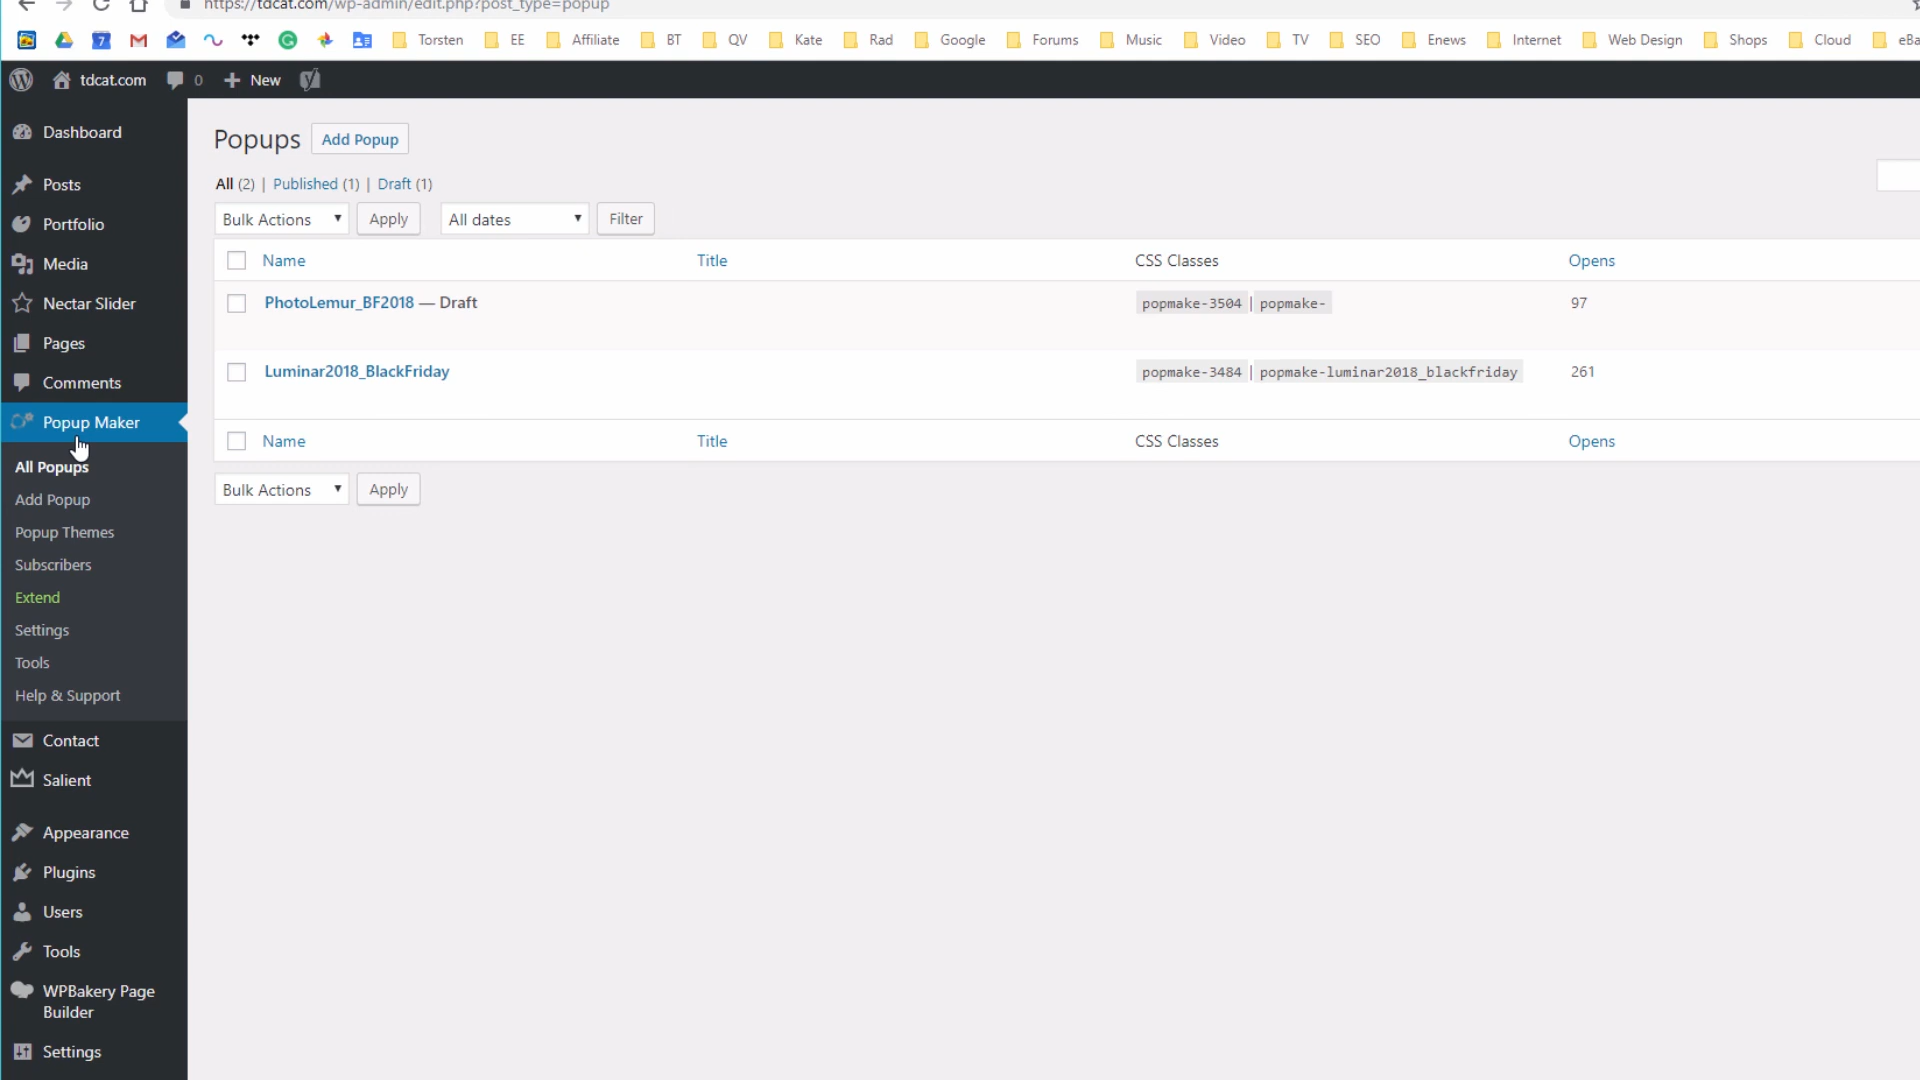 https://tdcat.com/wp-admin/edit.php?post_type=popup
7 Torsten EE Affiliate BT QV Kate Rad Google Forums Music Video TV SEO Enews Internet Web Design Shops Cloud eBa
tdcat.com 0 New
Dashboard
Posts
Portfolio
Media
Nectar Slider
Pages
Comments
Popup Maker
All Popups
Add Popup
Popup Themes
Subscribers
Extend
Settings
Tools
Help & Support
Contact
Salient
Appearance
Plugins
Users
Tools
WPBakery Page
Builder
Settings
Popups Add Popup
All (2) | Published (1) | Draft (1)
Bulk Actions Apply All dates Filter
Name Title CSS Classes Opens
PhotoLemur_BF2018 — Draft popmake-3504 | popmake- 97
Luminar2018_BlackFriday popmake-3484 | popmake-luminar2018_blackfriday 261
Name Title CSS Classes Opens
Bulk Actions Apply